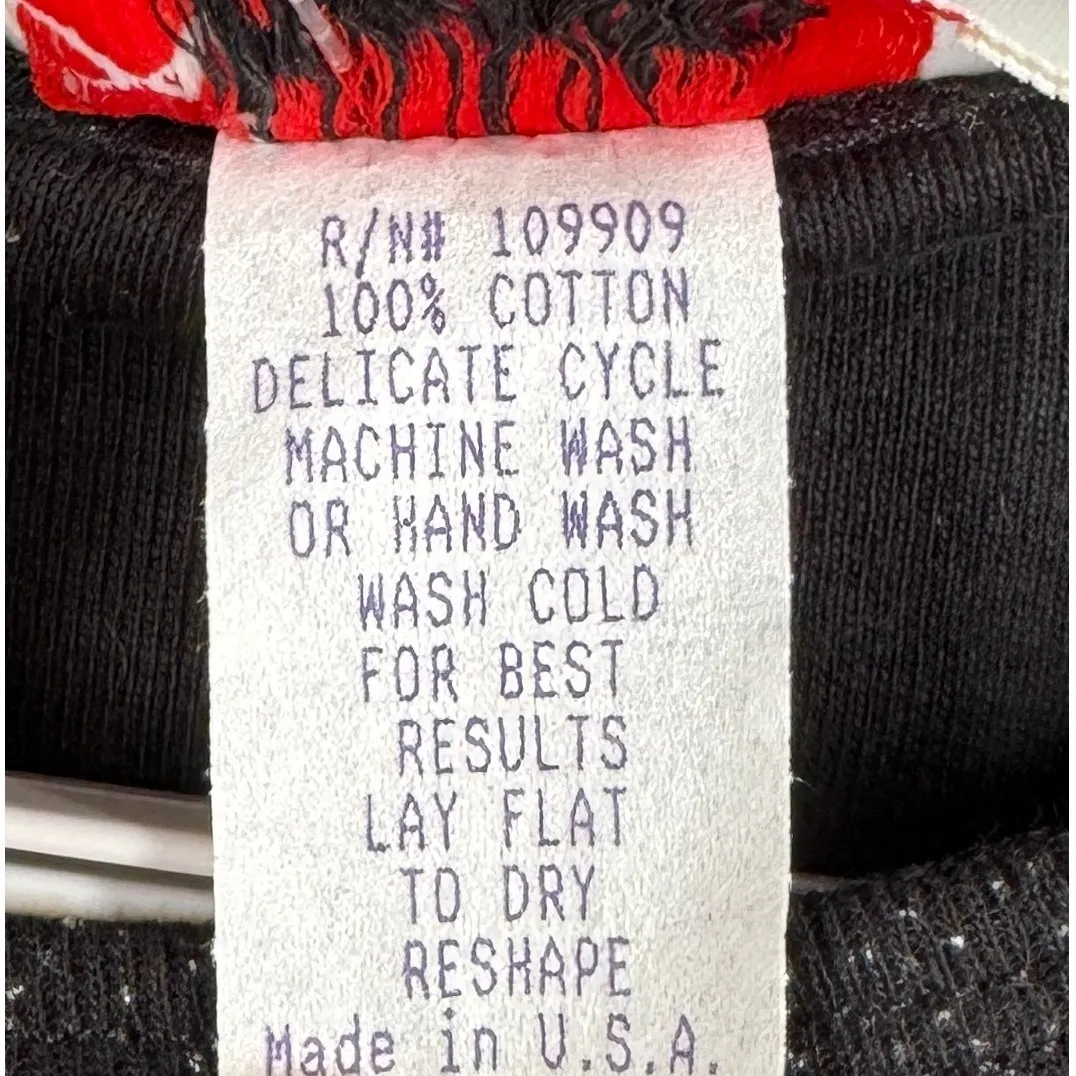 R/N# 109909
100% COTTON
DELICATE CYCLE
MACHINE WASH
OR HAND WASH
WASH COLD
FOR BEST
RESULTS
LAY FLAT
TO DRY
RESHAPE
Made in U.S.A.